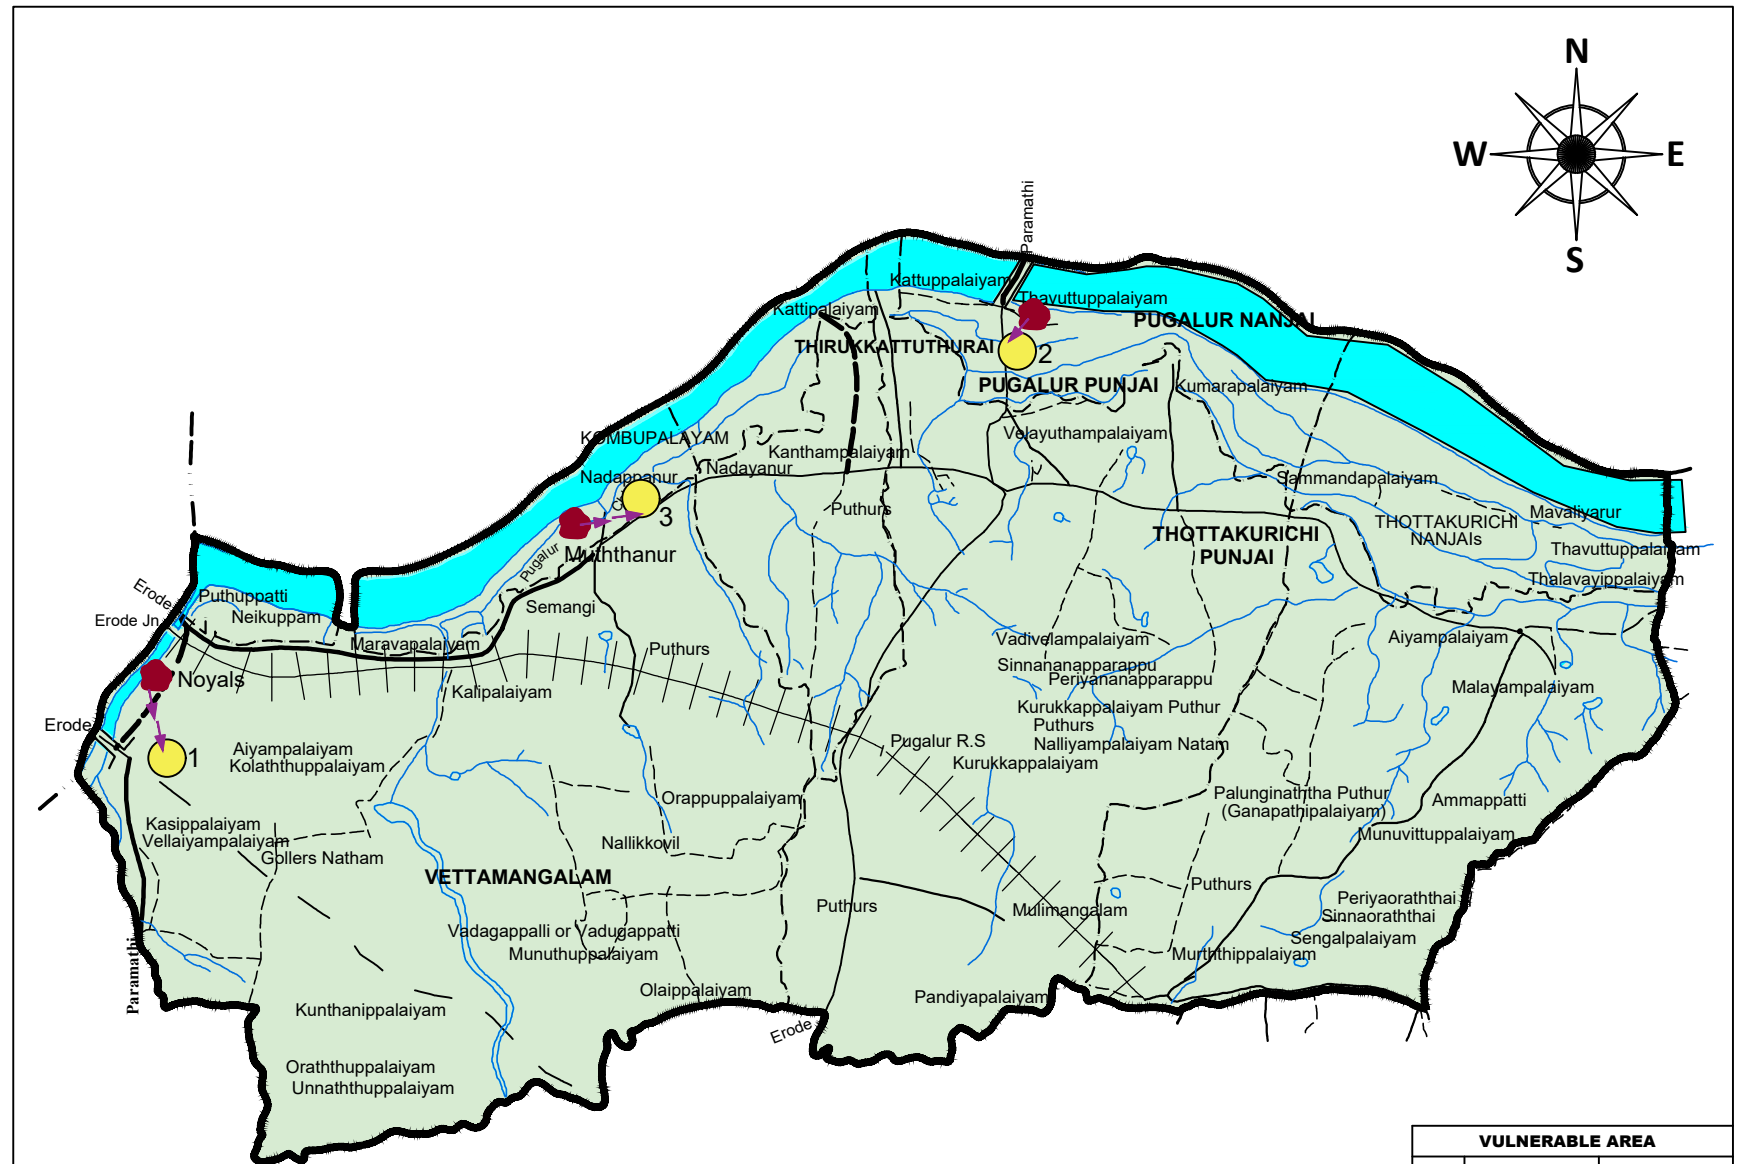 N
W
E
S
Paramathi
Kattuppalaiyam
Thavuttuppalaiyam
Kattipalaiyam
PUGALUR NANJAI
THIRUKKATTUTHURAI
2
PUGALUR PUNJAI
Kumarapalaiyam
KOMBUPALAYAM
Velayuthampalaiyam
Kanthampalaiyam
Nadayanur
Nadappanur
Sammandapalaiyam
3
Puthurs
Mavaliyarur
THOTTAKURICHI
NANJAIs
THOTTAKURICHI
PUNJAI
Muththanur
Pugalur
Thavuttuppalaiyam
Thalavayippalaiyam
Erode
Puthuppatti
Neikuppam
Erode Jn
Semangi
Maravapalaiyam
Puthurs
Vadivelampalaiyam
Aiyampalaiyam
Sinnananapparappu
Periyananapparappu
Noyals
Kalipalaiyam
Malayampalaiyam
Kurukkappalaiyam Puthur
Puthurs
Erode
Pugalur R.S
Nalliyampalaiyam Natam
Kurukkappalaiyam
1
Aiyampalaiyam
Kolaththuppalaiyam
Orappuppalaiyam
Palunginaththa Puthur
(Ganapathipalaiyam)
Ammappatti
Kasippalaiyam
Vellaiyampalaiyam
Gollers Natham
Nallikkovil
Munuvittuppalaiyam
VETTAMANGALAM
Puthurs
Puthurs
Mulimangalam
Periyaoraththai
Sinnaoraththai
Vadagappalli or Vadugappatti
Munuthuppalaiyam
Sengalpalaiyam
Murththippalaiyam
Paramathi
Olaippalaiyam
Pandiyapalaiyam
Kunthanippalaiyam
Erode
Oraththuppalaiyam
Unnaththuppalaiyam
VULNERABLE AREA